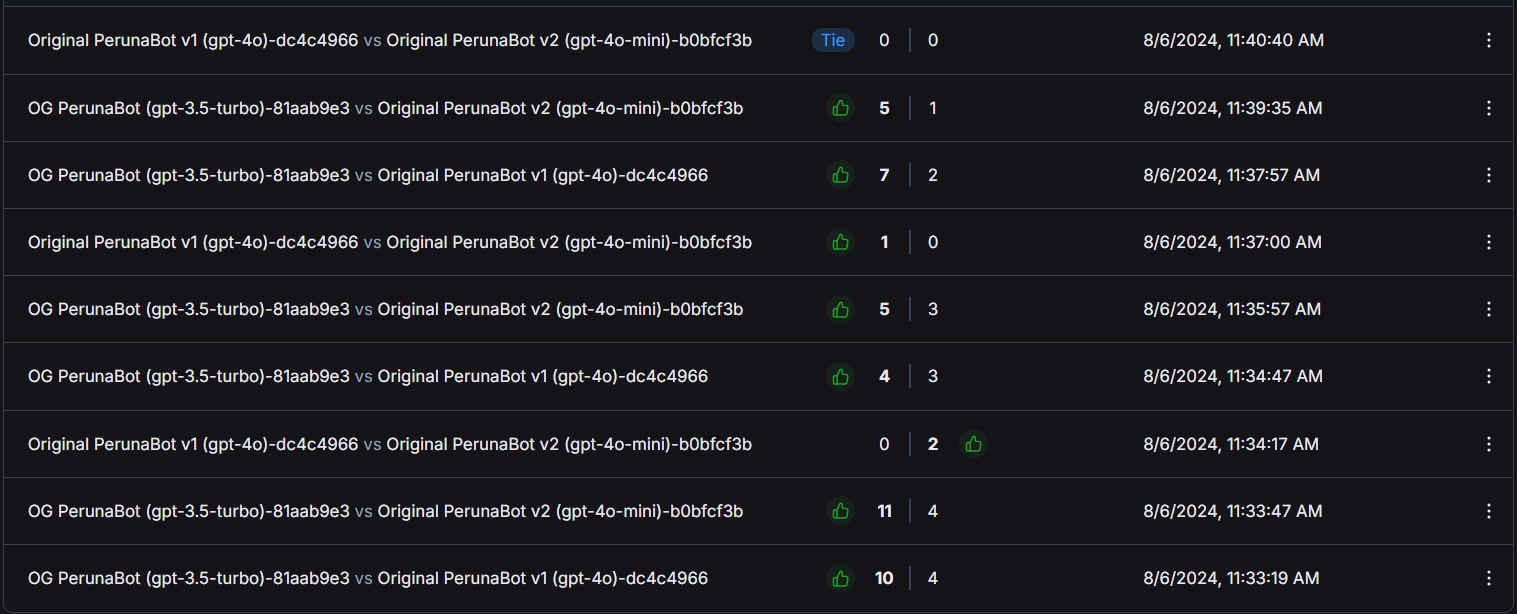 Original PerunaBot v1 (gpt-4o)-dc4c4966 vs Original PerunaBot v2 (gpt-4o-mini)-b0bfcf3b Tie 0 0 8/6/2024, 11:40:40 AM
OG PerunaBot (gpt-3.5-turbo)-81aab9e3 vs Original PerunaBot v2 (gpt-4o-mini)-b0bfcf3b 5 1 8/6/2024, 11:39:35 AM
OG PerunaBot (gpt-3.5-turbo)-81aab9e3 vs Original PerunaBot v1 (gpt-4o)-dc4c4966 7 2 8/6/2024, 11:37:57 AM
Original PerunaBot v1 (gpt-4o)-dc4c4966 vs Original PerunaBot v2 (gpt-4o-mini)-b0bfcf3b 1 0 8/6/2024, 11:37:00 AM
OG PerunaBot (gpt-3.5-turbo)-81aab9e3 vs Original PerunaBot v2 (gpt-4o-mini)-b0bfcf3b 5 3 8/6/2024, 11:35:57 AM
OG PerunaBot (gpt-3.5-turbo)-81aab9e3 vs Original PerunaBot v1 (gpt-4o)-dc4c4966 4 3 8/6/2024, 11:34:47 AM
Original PerunaBot v1 (gpt-4o)-dc4c4966 vs Original PerunaBot v2 (gpt-4o-mini)-b0bfcf3b 0 2 8/6/2024, 11:34:17 AM
OG PerunaBot (gpt-3.5-turbo)-81aab9e3 vs Original PerunaBot v2 (gpt-4o-mini)-b0bfcf3b 11 4 8/6/2024, 11:33:47 AM
OG PerunaBot (gpt-3.5-turbo)-81aab9e3 vs Original PerunaBot v1 (gpt-4o)-dc4c4966 10 4 8/6/2024, 11:33:19 AM